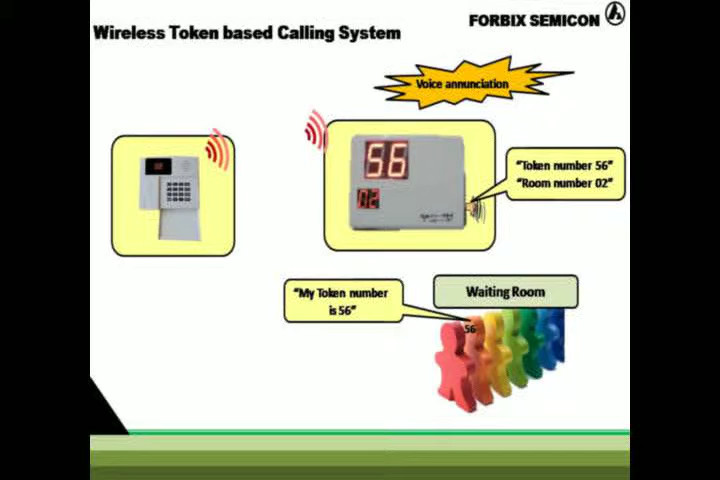 FORBIX SEMICON
Wireless Token based Calling System
Voice annunciation
56
02
"Token number 56"
"Room number 02"
"My Token number
is 56"
Waiting Room
56